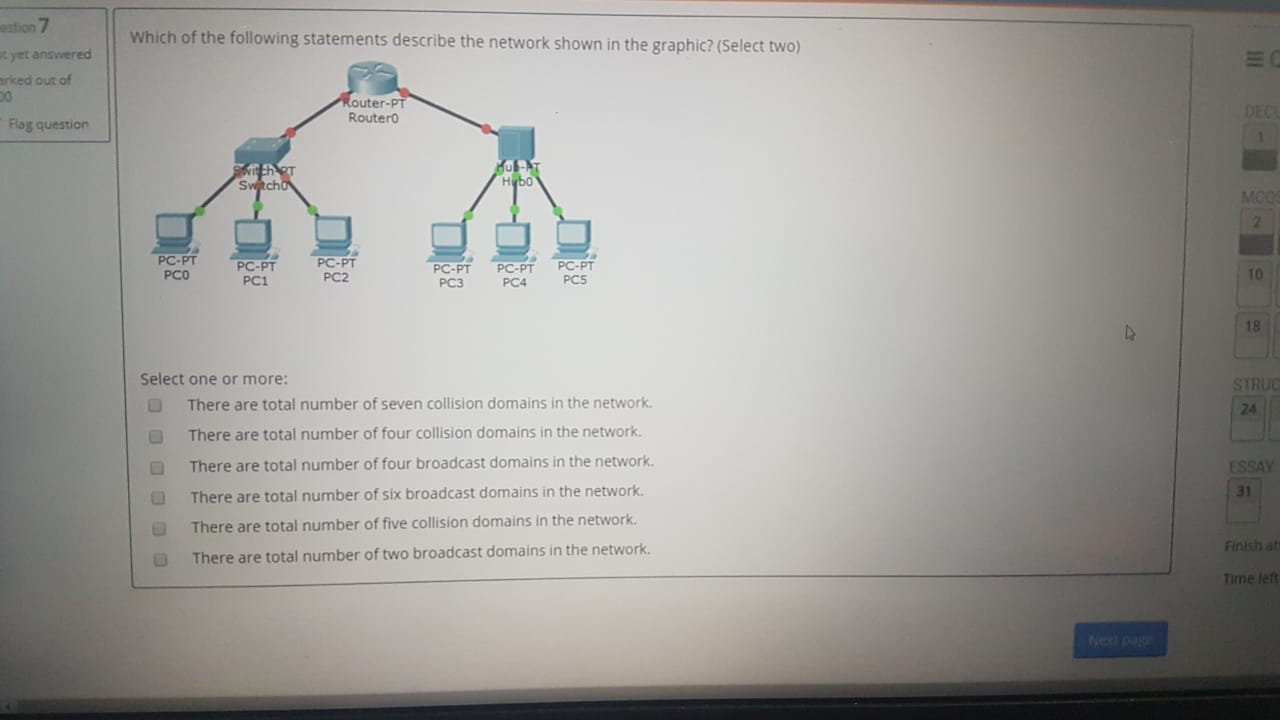 estion 7
t yet answered
arked out of
00
Flag question
Which of the following statements describe the network shown in the graphic? (Select two)
Router-PT
Router0
Switch-PT
Switch0
Hub-PT
Hub0
PC-PT
PC0
PC-PT
PC1
PC-PT
PC2
PC-PT
PC3
PC-PT
PC4
PC-PT
PC5
Select one or more:
There are total number of seven collision domains in the network.
There are total number of four collision domains in the network.
There are total number of four broadcast domains in the network.
There are total number of six broadcast domains in the network.
There are total number of five collision domains in the network.
There are total number of two broadcast domains in the network.
Next page
DECL
1
MCQS
2
10
18
STRUC
24
ESSAY
31
Finish at
Time left